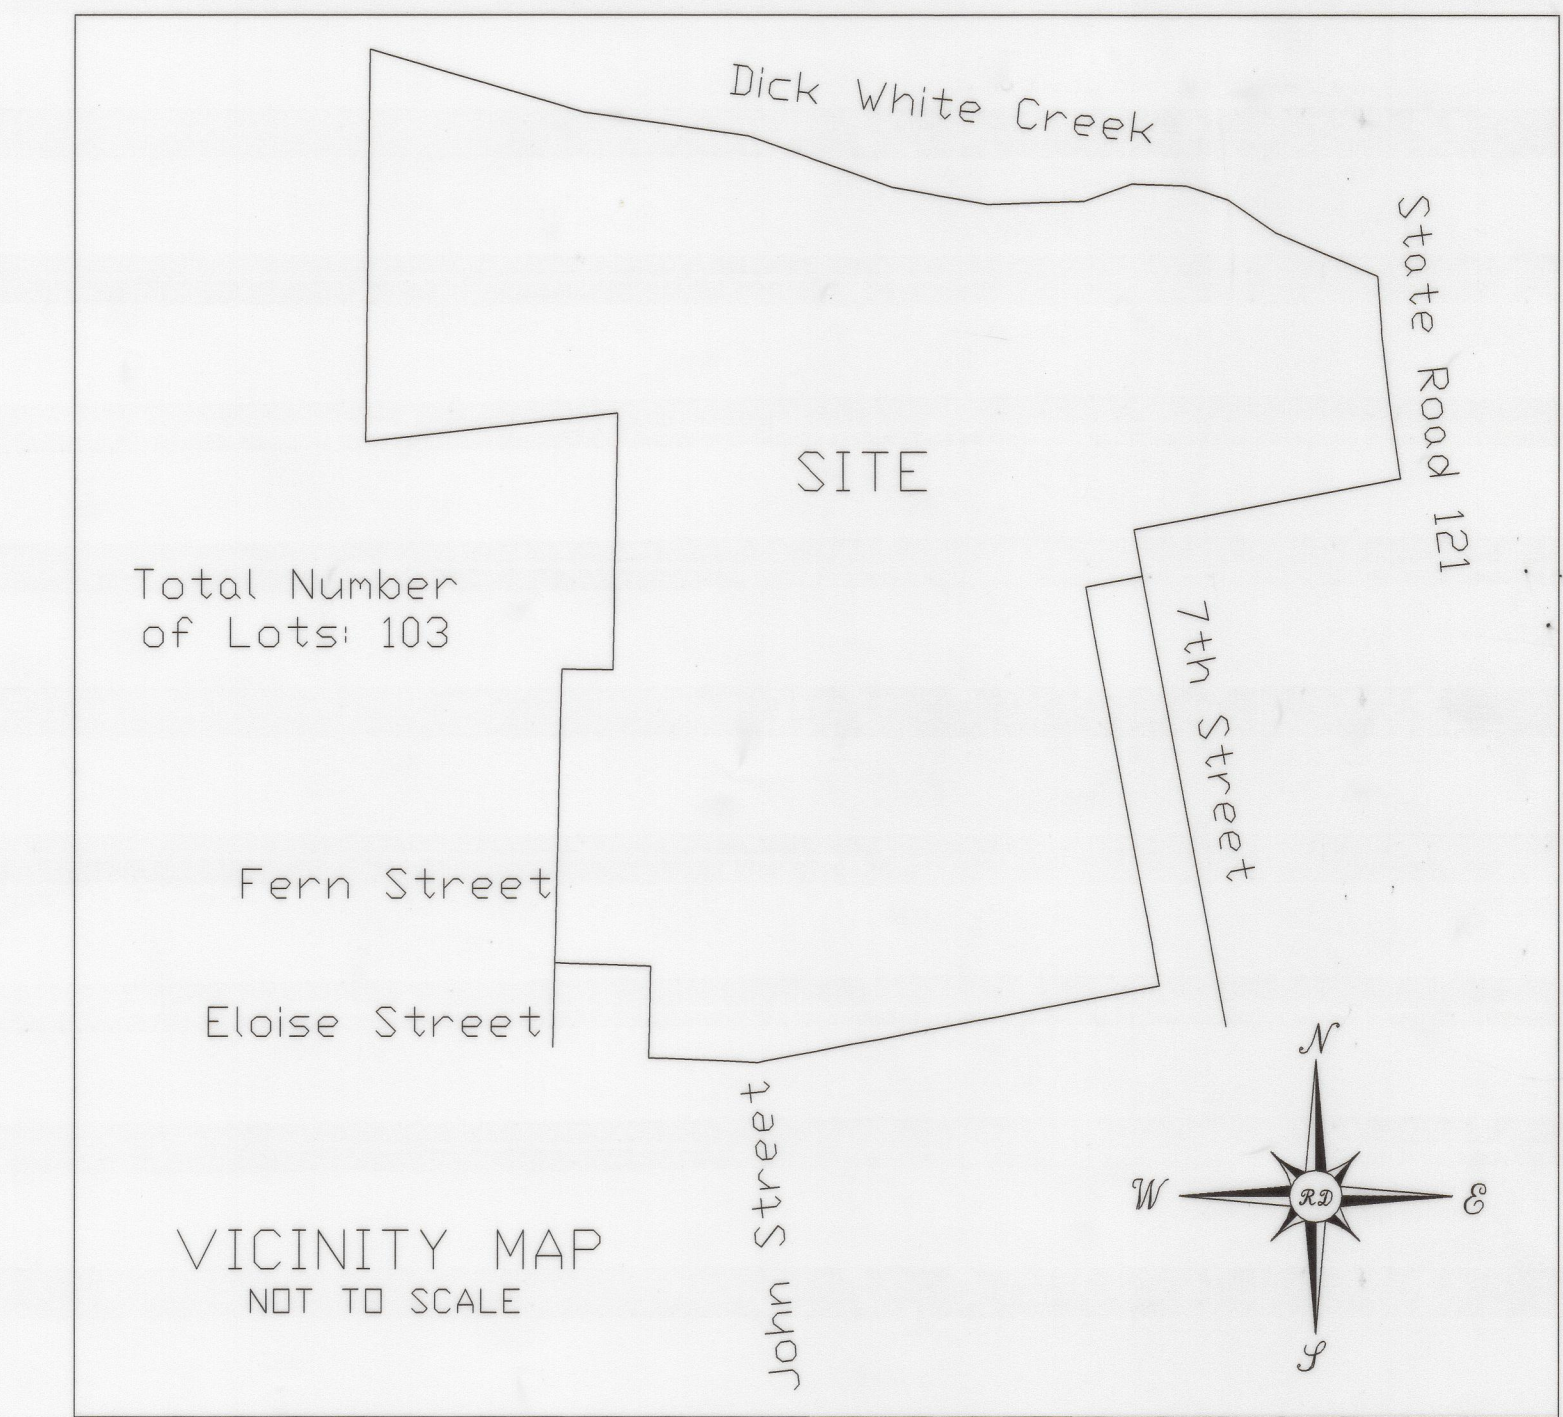 Dick White Creek
State Road 121
SITE
Total Number
of Lots: 103
7th Street
Fern Street
Eloise Street
John Street
N
W
RD
E
S
VICINITY MAP
NOT TO SCALE